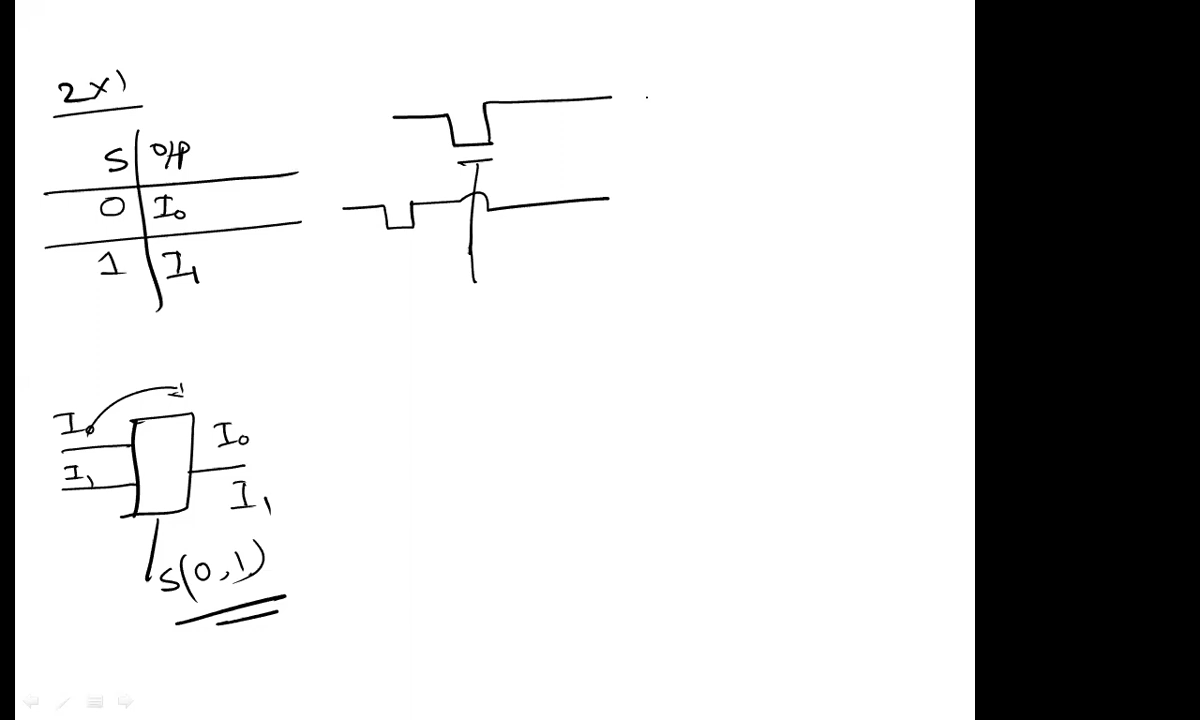 2x1
S O/P
0 I₀
1 I₁
I₀ I₀
I₁ I₁
S(0,1)